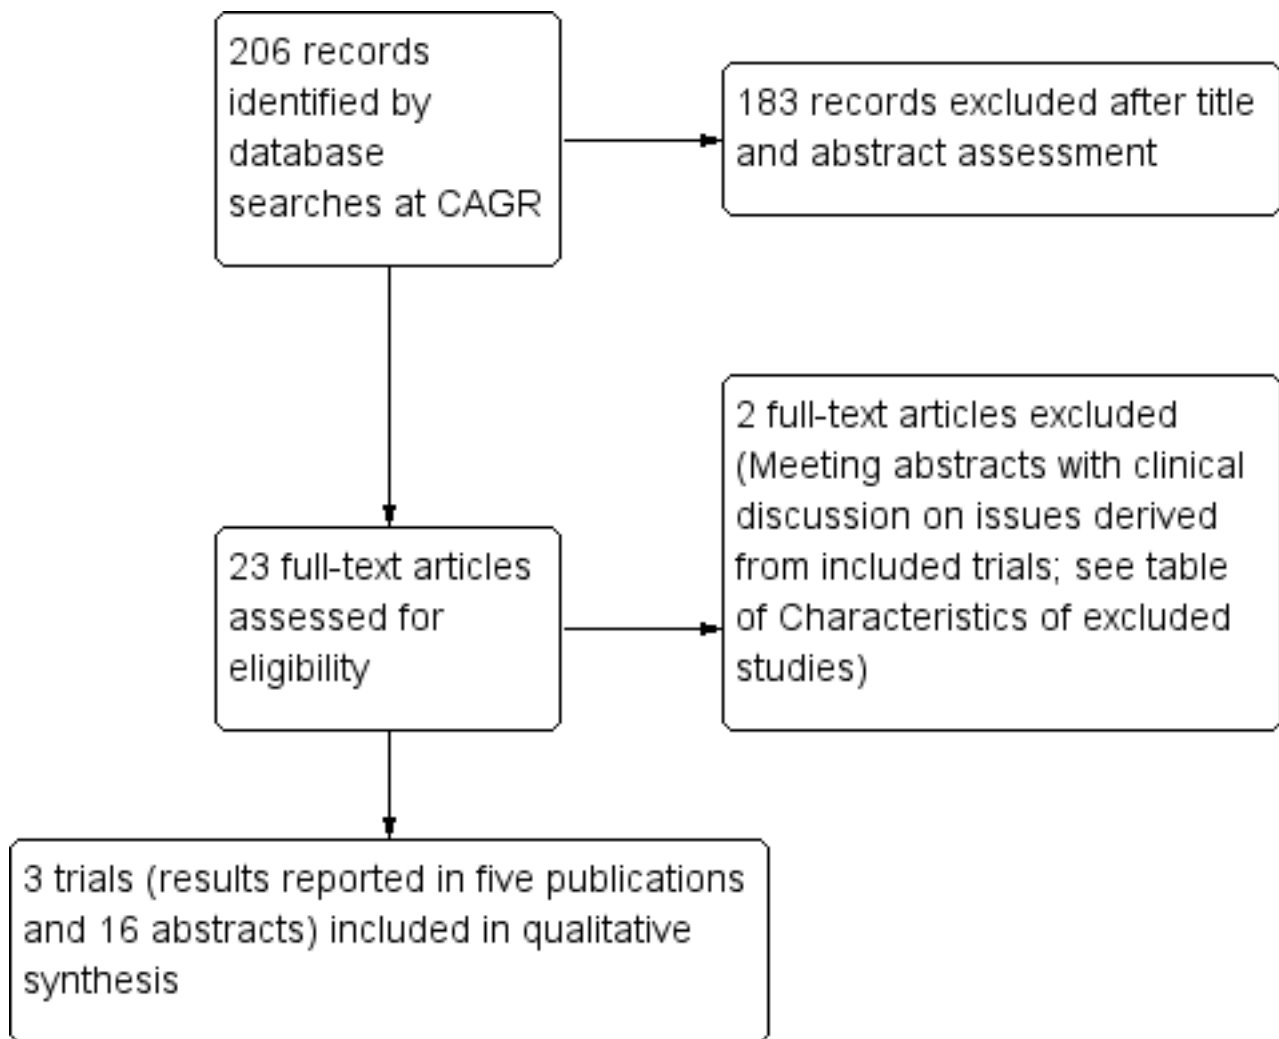 206 records
identified by
database
searches at CAGR
183 records excluded after title
and abstract assessment
23 full-text articles
assessed for
eligibility
2 full-text articles excluded
(Meeting abstracts with clinical
discussion on issues derived
from included trials; see table
of Characteristics of excluded
studies)
3 trials (results reported in five publications
and 16 abstracts) included in qualitative
synthesis